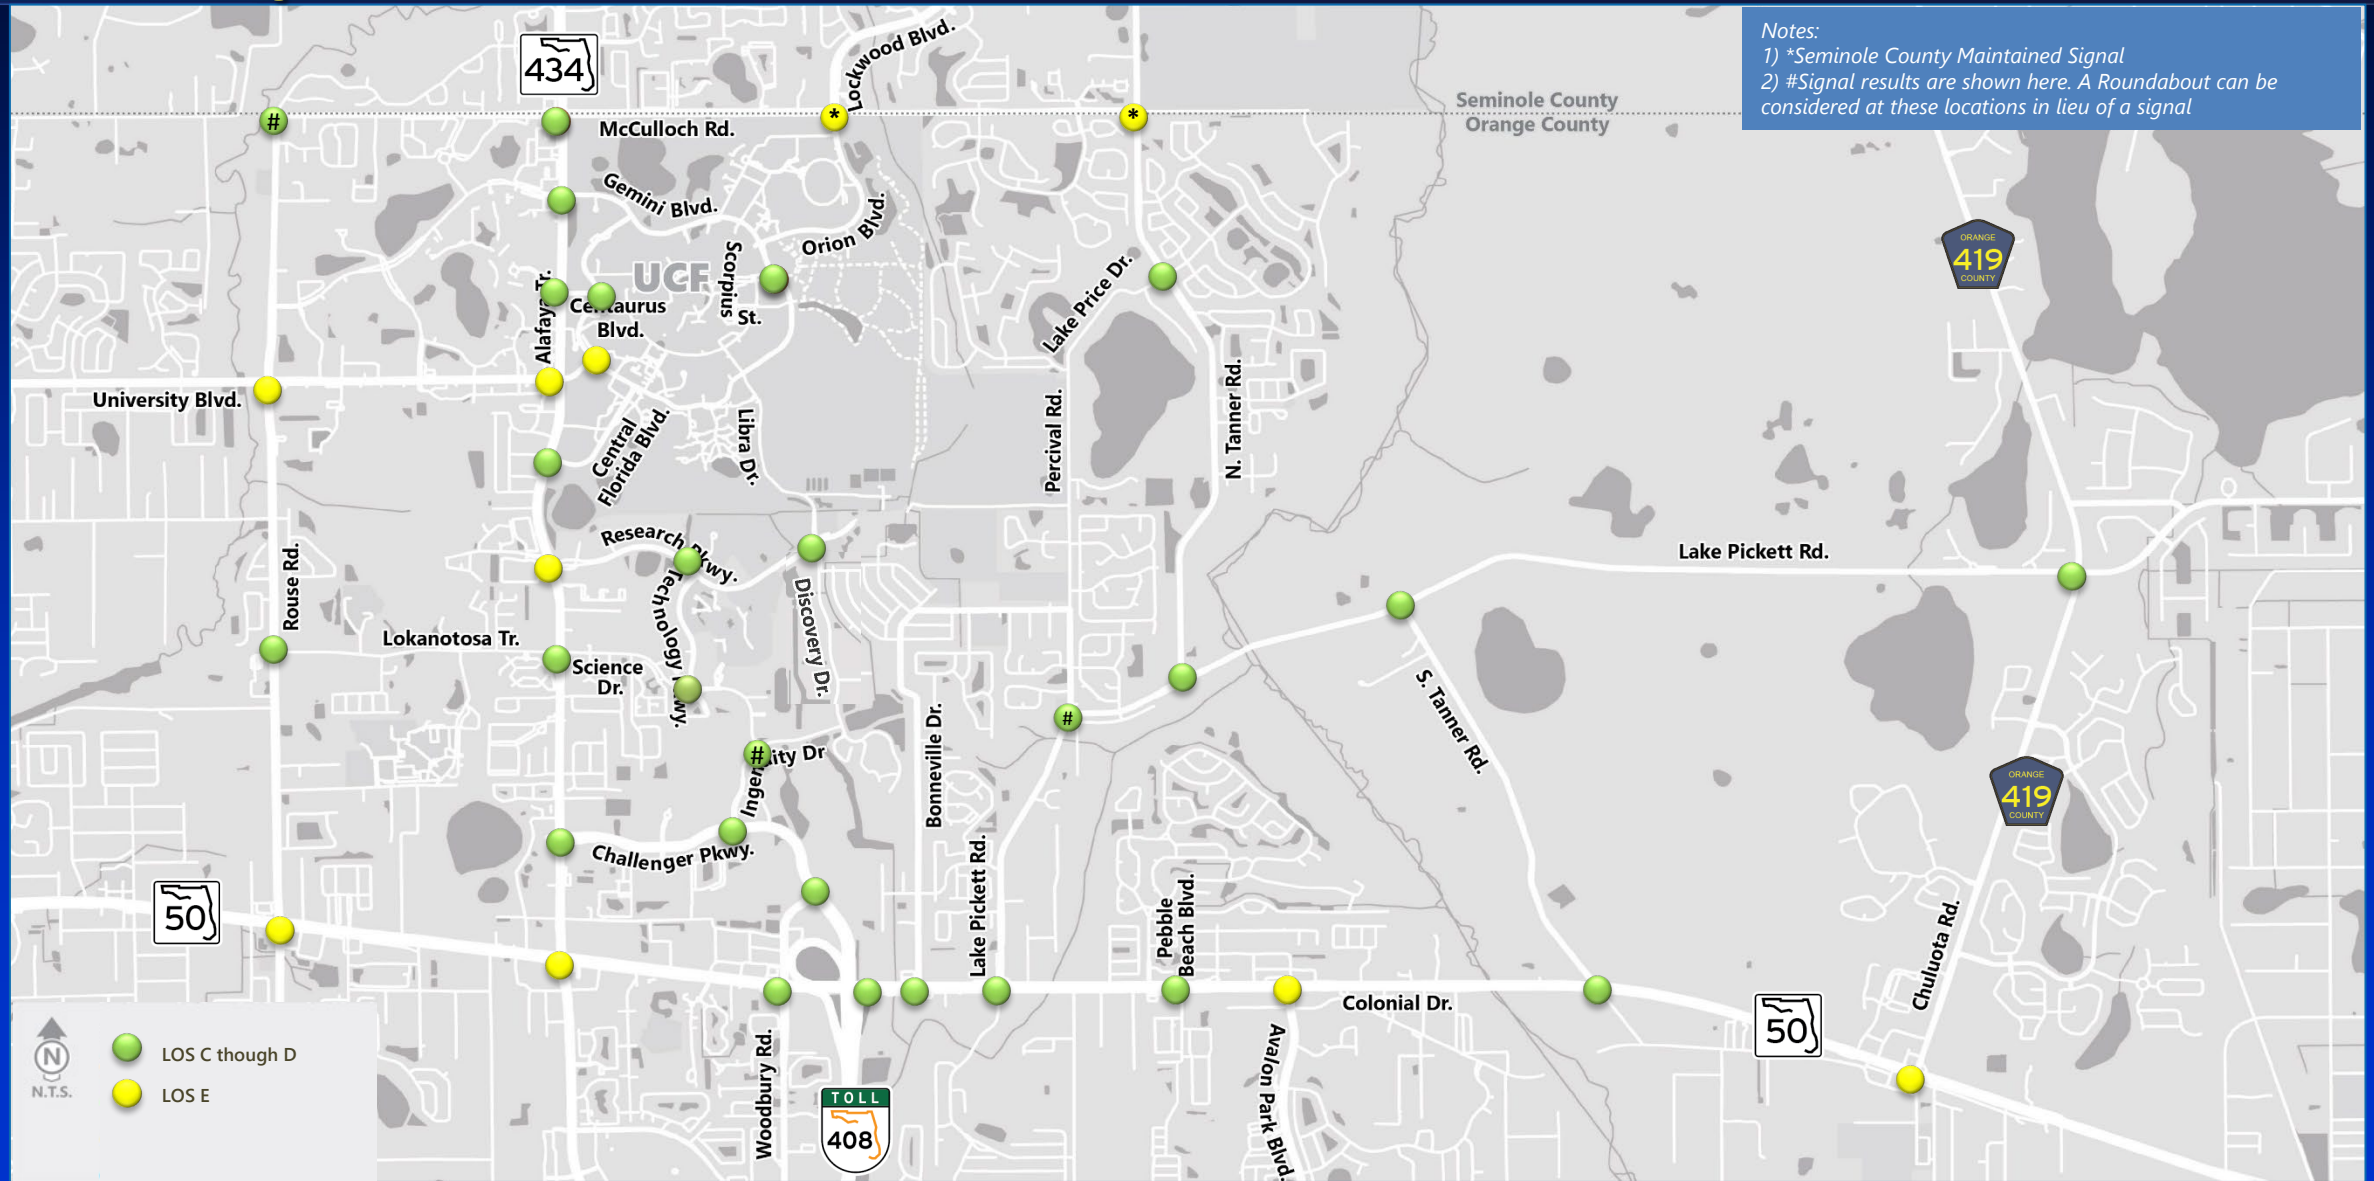 Notes:
1) *Seminole County Maintained Signal
2) #Signal results are shown here. A Roundabout can be
considered at these locations in lieu of a signal
434
Lockwood Blvd.
#
McCulloch Rd.
*
*
Seminole County
Orange County
Gemini Blvd.
Orion Blvd.
Scorpius
St.
UCF
Alafaya Tr.
Centaurus
Blvd.
Lake Price Dr.
ORANGE
419
COUNTY
University Blvd.
Central
Florida Blvd.
Libra Dr.
Percival Rd.
N. Tanner Rd.
Research Pkwy.
Technology Pkwy.
Discovery Dr.
Lake Pickett Rd.
Rouse Rd.
Lokanotosa Tr.
Science
Dr.
S. Tanner Rd.
#
#
Ingenuity Dr
Bonneville Dr.
ORANGE
419
COUNTY
Challenger Pkwy.
Lake Pickett Rd.
Pebble
Beach Blvd.
50
Chuluota Rd.
Colonial Dr.
50
Woodbury Rd.
Avalon Park Blvd.
TOLL
408
N
N.T.S.
LOS C though D
LOS E